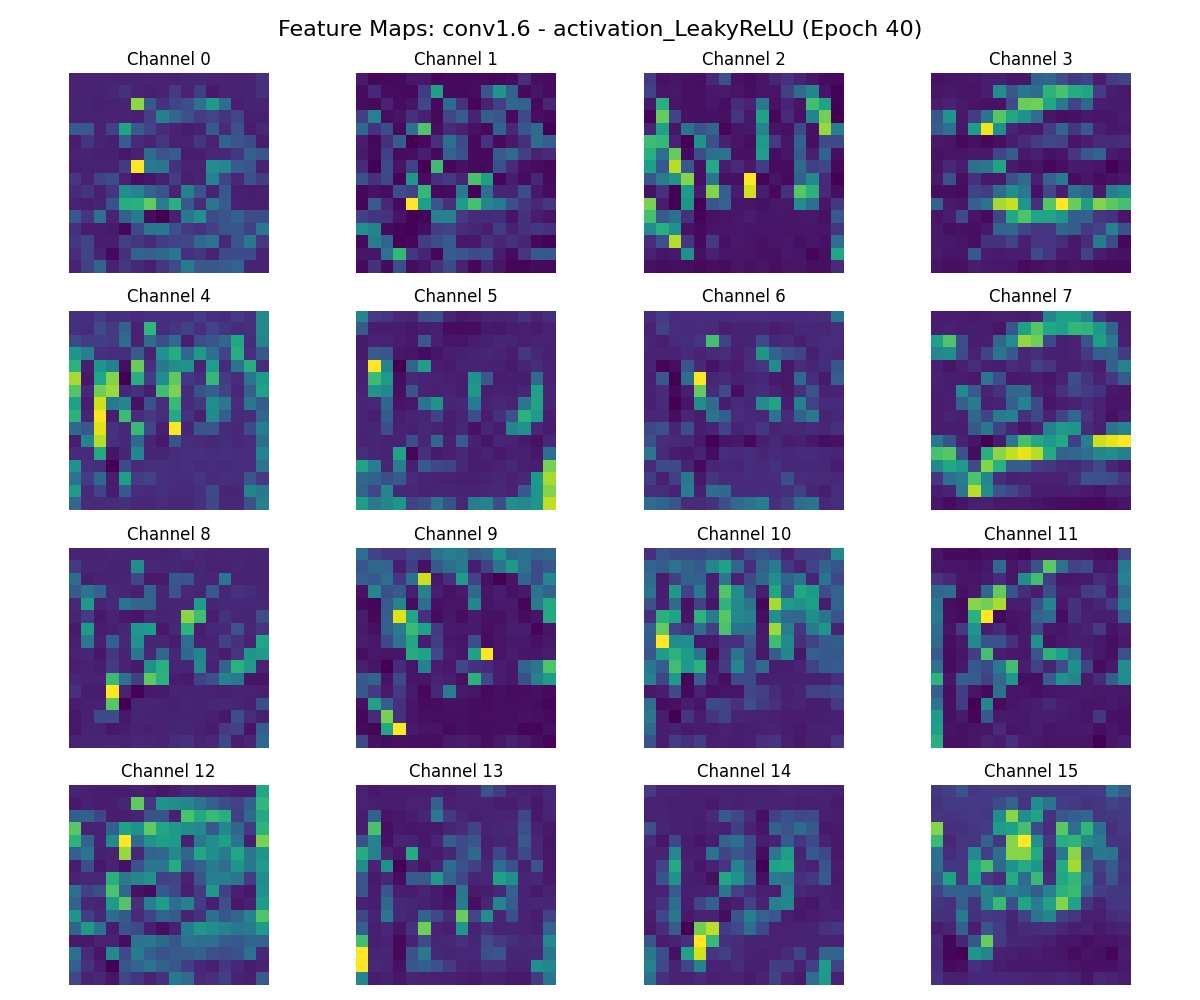 Feature Maps: conv1.6 - activation_LeakyReLU (Epoch 40)
Channel 0 Channel 1 Channel 2 Channel 3
Channel 4 Channel 5 Channel 6 Channel 7
Channel 8 Channel 9 Channel 10 Channel 11
Channel 12 Channel 13 Channel 14 Channel 15